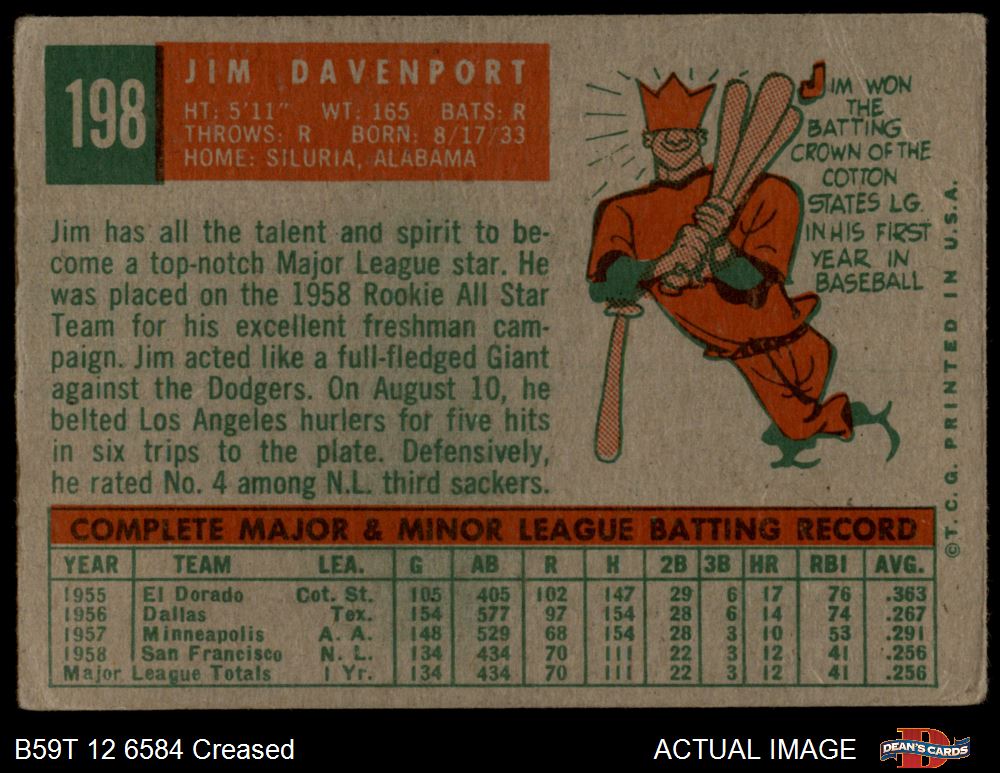 198
JIM DAVENPORT
HT: 5'11" WT: 165 BATS: R
THROWS: R BORN: 8/17/33
HOME: SILURIA, ALABAMA
Jim has all the talent and spirit to be-
come a top-notch Major League star. He
was placed on the 1958 Rookie All Star
Team for his excellent freshman cam-
paign. Jim acted like a full-fledged Giant
against the Dodgers. On August 10, he
belted Los Angeles hurlers for five hits
in six trips to the plate. Defensively,
he rated No. 4 among N.L. third sackers.
JIM WON
THE
BATTING
CROWN OF THE
COTTON
STATES LG.
IN HIS FIRST
YEAR IN
BASEBALL
©T.C.G. PRINTED IN U.S.A.
COMPLETE MAJOR & MINOR LEAGUE BATTING RECORD
YEAR TEAM LEA. G AB R H 2B 3B HR RBI AVG.
1955 El Dorado Cot. St. 105 405 102 147 29 6 17 76 .363
1956 Dallas Tex. 154 577 97 154 28 6 14 74 .267
1957 Minneapolis A. A. 148 529 68 154 28 3 10 53 .291
1958 San Francisco N. L. 134 434 70 111 22 3 12 41 .256
Major League Totals 1 Yr. 134 434 70 111 22 3 12 41 .256
B59T 12 6584 Creased
ACTUAL IMAGE
DEAN'S CARDS